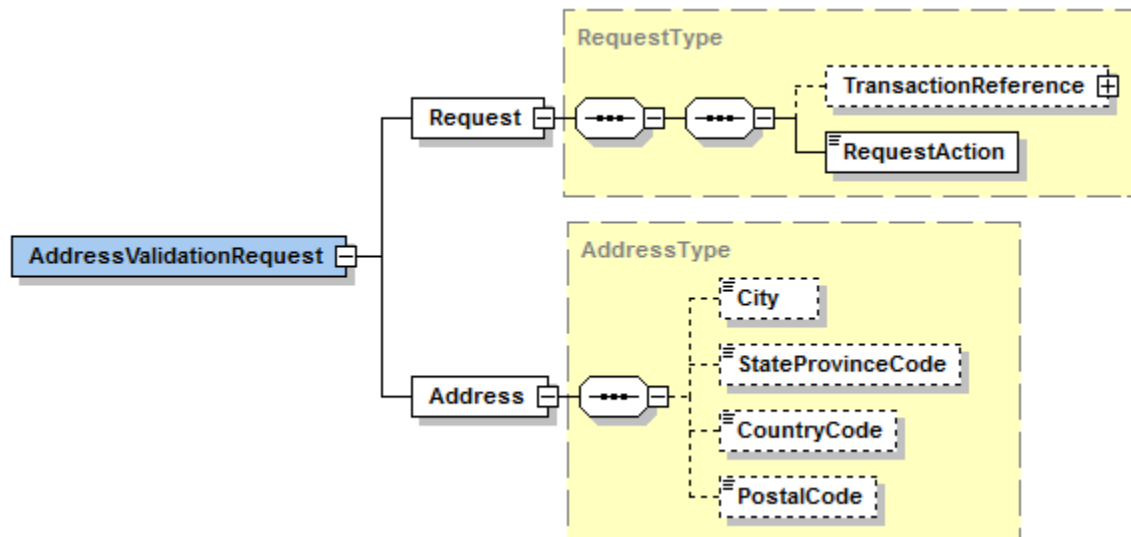 RequestType
TransactionReference
Request
RequestAction
AddressValidationRequest
AddressType
City
StateProvinceCode
Address
CountryCode
PostalCode